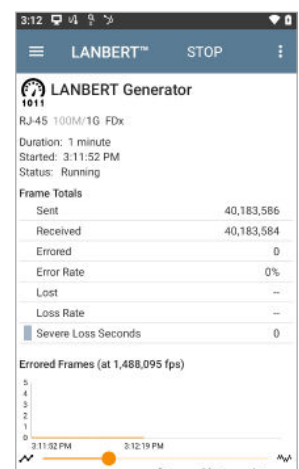 3:12
LANBERT™ STOP
1011
LANBERT Generator
RJ-45 100M/1G FDx
Duration: 1 minute
Started: 3:11:52 PM
Status: Running
Frame Totals
Sent 40,183,586
Received 40,183,584
Errored 0
Error Rate 0%
Lost --
Loss Rate --
Severe Loss Seconds 0
Errored Frames (at 1,488,095 fps)
5
4
3
2
1
0
3:11:52 PM 3:12:19 PM